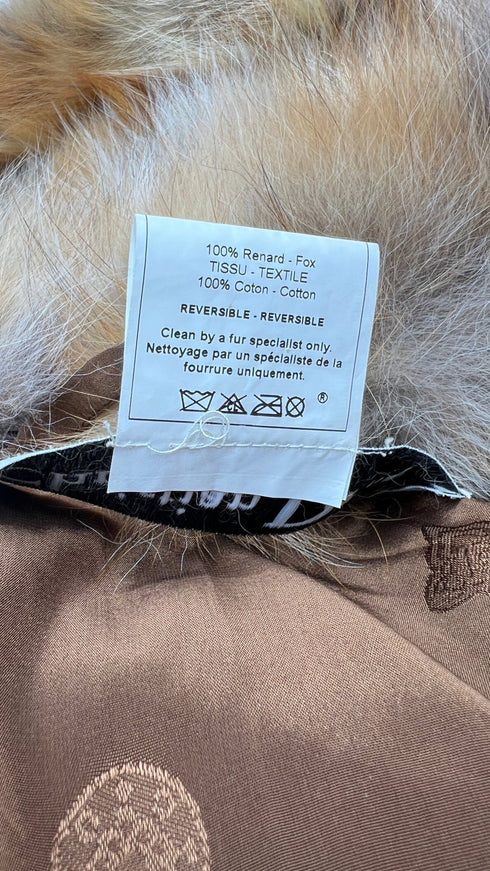 100% Renard - Fox
TISSU - TEXTILE
100% Coton - Cotton
REVERSIBLE - REVERSIBLE
Clean by a fur specialist only.
Nettoyage par un spécialiste de la
fourrure uniquement.
®